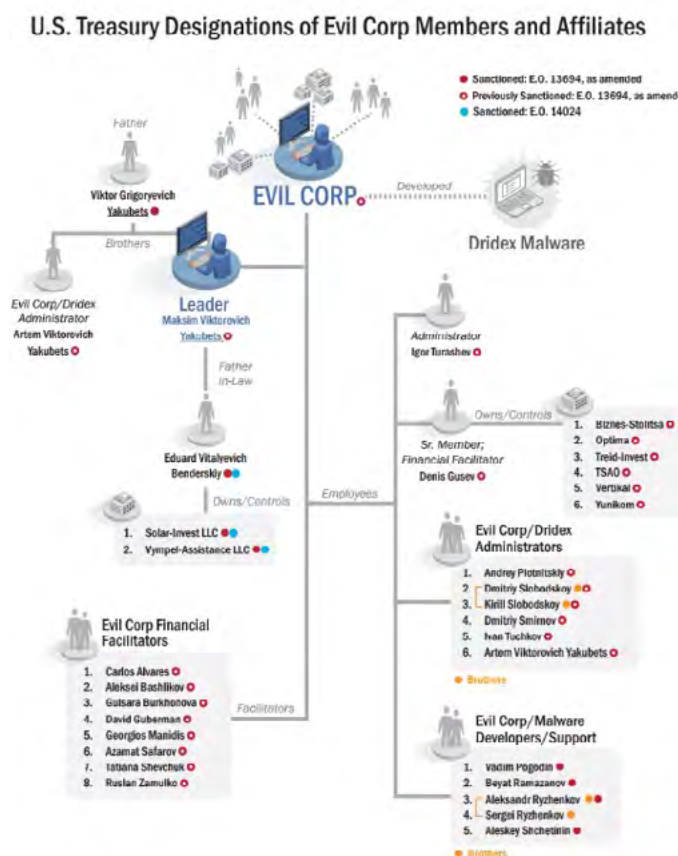 U.S. Treasury Designations of Evil Corp Members and Affiliates
Sanctioned: E.O. 13694, as amended
Previously Sanctioned: E.O. 13694, as amend
Sanctioned: E.O. 14024
Father
Viktor Grigoryevich
Yakubets
Brothers
EVIL CORP
Developed
Dridex Malware
Evil Corp/Dridex
Administrator
Artem Viktorovich
Yakubets
Leader
Maksim Viktorovich
Yakubets
Father
in-Law
Eduard Vitalyevich
Benderskiy
Owns/Controls
1. Solar-Invest LLC
2. Vympel-Assistance LLC
Employees
Administrator
Igor Turashev
Sr. Member;
Financial Facilitator
Denis Gusev
Owns/Controls
1. Biznes-Stolitsa
2. Optima
3. Treid-Invest
4. TSAO
5. Vertikal
6. Yunikom
Evil Corp/Dridex
Administrators
1. Andrey Plotnitskiy
2. Dmitriy Slobodskoy
3. Kirill Slobodskoy
4. Dmitriy Smirnov
5. Ivan Tuchkov
6. Artem Viktorovich Yakubets
Brothers
Evil Corp Financial
Facilitators
1. Carlos Alvares
2. Aleksei Bashlikov
3. Gulsara Burkhonova
4. David Guberman
5. Georgios Manidis
6. Azamat Safarov
7. Tatiana Shevchuk
8. Ruslan Zamulko
Facilitators
Evil Corp/Malware
Developers/Support
1. Vadim Pogodin
2. Beyat Ramazanov
3. Aleksandr Ryzhenkov
4. Sergei Ryzhenkov
5. Aleskey Shchetinin
Brothers